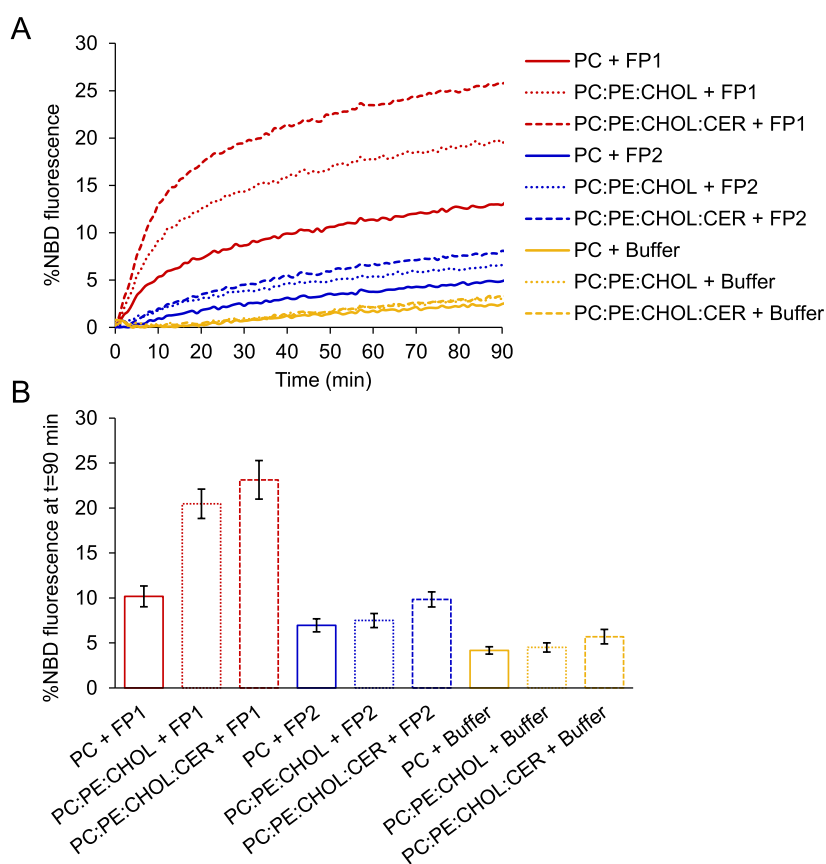 A
%NBD fluorescence
30
25
20
15
10
5
0
0 10 20 30 40 50 60 70 80 90
Time (min)
PC + FP1
PC:PE:CHOL + FP1
PC:PE:CHOL:CER + FP1
PC + FP2
PC:PE:CHOL + FP2
PC:PE:CHOL:CER + FP2
PC + Buffer
PC:PE:CHOL + Buffer
PC:PE:CHOL:CER + Buffer
B
%NBD fluorescence at t=90 min
30
25
20
15
10
5
0
PC + FP1
PC:PE:CHOL + FP1
PC:PE:CHOL:CER + FP1
PC + FP2
PC:PE:CHOL + FP2
PC:PE:CHOL:CER + FP2
PC + Buffer
PC:PE:CHOL + Buffer
PC:PE:CHOL:CER + Buffer